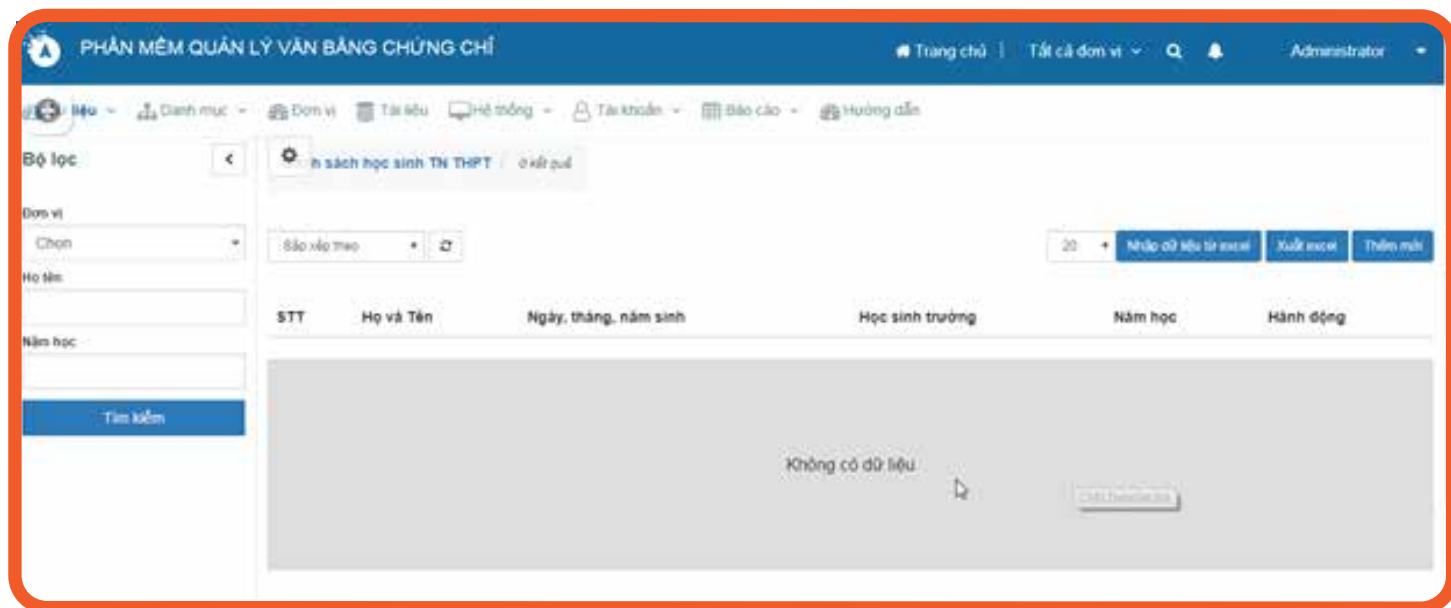 PHẦN MỀM QUẢN LÝ VĂN BẰNG CHỨNG CHỈ
Trang chủ | Tất cả đơn vị Administrator
liệu Danh mục Đơn vị Tài liệu Hệ thống Tài khoản Báo cáo Hướng dẫn
Bộ lọc
h sách học sinh TN THPT / 0 kết quả
Đơn vị
Chọn
Sắp xếp theo
20 Nhập dữ liệu từ excel Xuất excel Thêm mới
Họ tên
STT Họ và Tên Ngày, tháng, năm sinh Học sinh trường Năm học Hành động
Năm học
Tìm kiếm
Không có dữ liệu